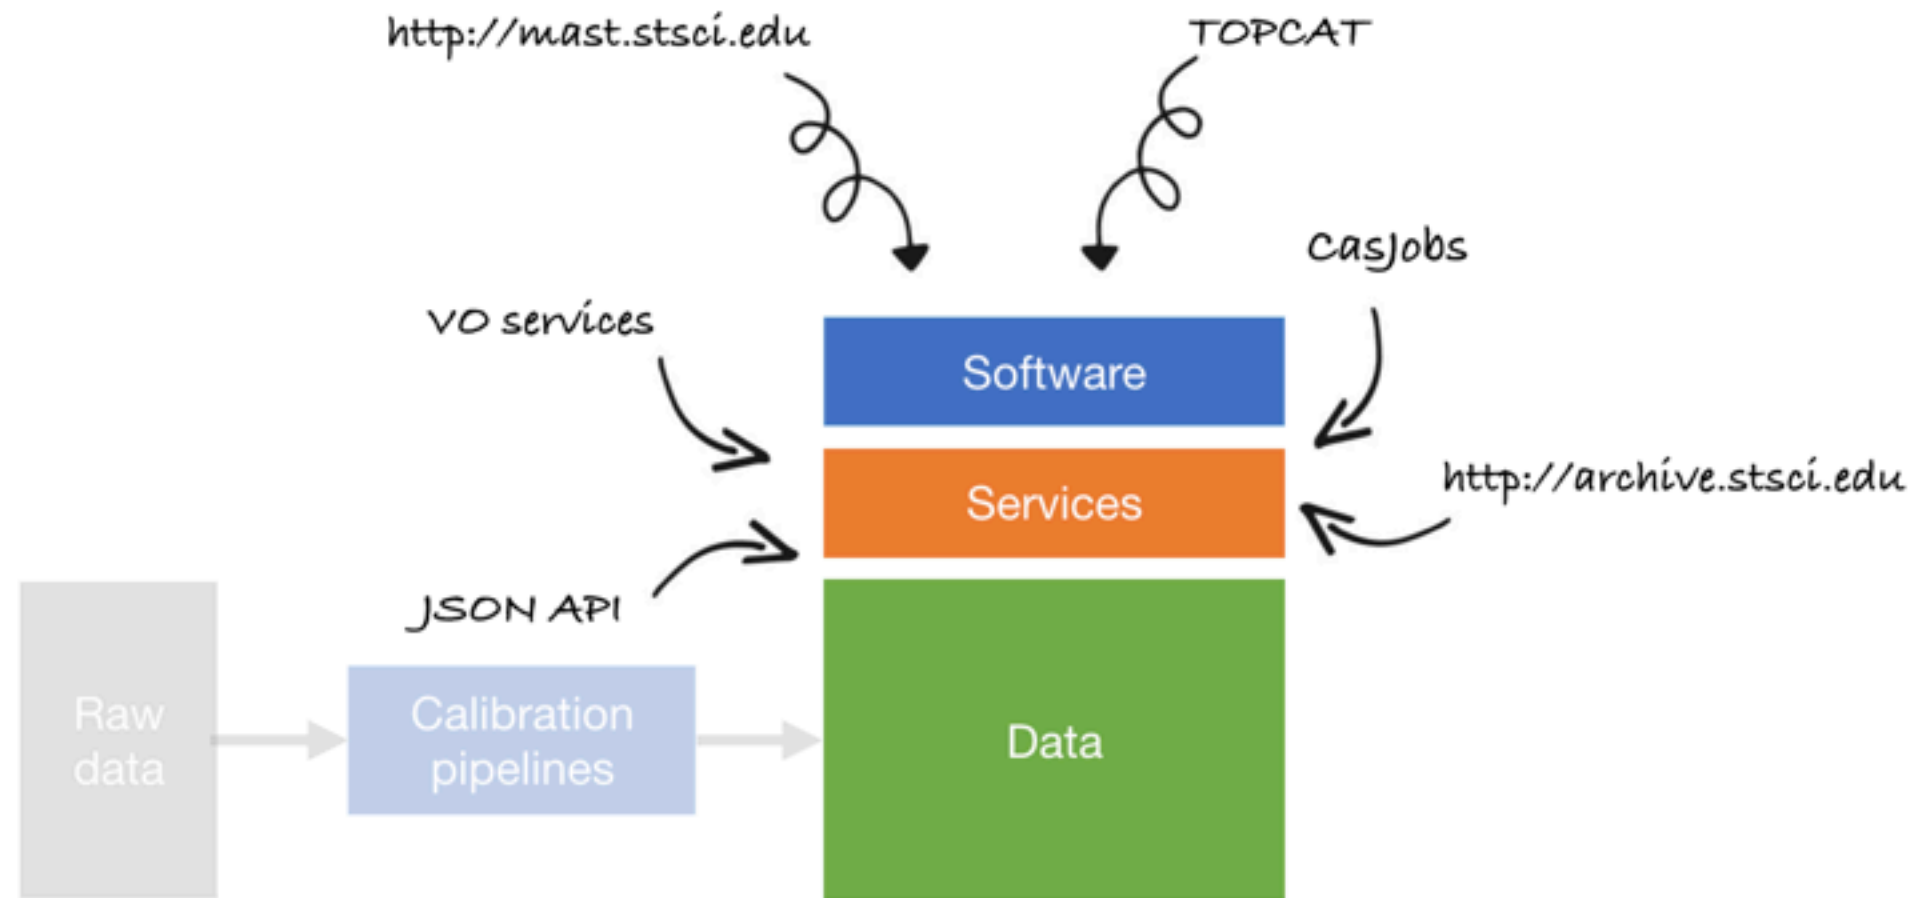 http://mast.stsci.edu
TOPCAT
CasJobs
VO services
Software
http://archive.stsci.edu
Services
JSON API
Raw
data
Calibration
pipelines
Data